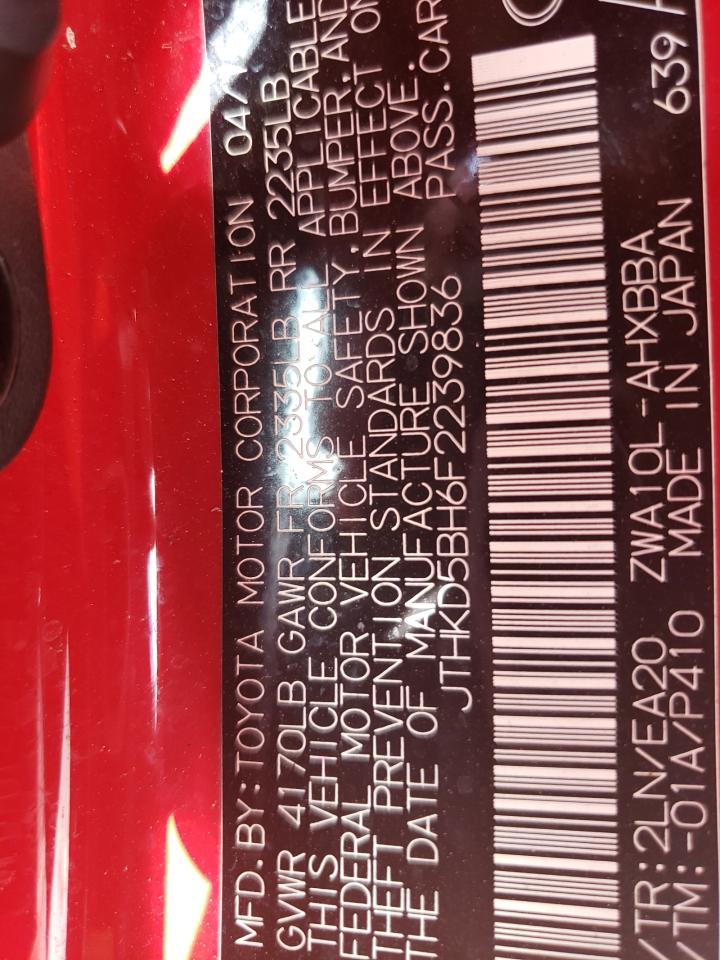 MFD. BY: TOYOTA MOTOR CORPORATION 04/
GVWR 4170LB GAWR FR 2335LB RR 2235LB
THIS VEHICLE CONFORMS TO ALL APPLICABLE
FEDERAL MOTOR VEHICLE SAFETY, BUMPER, AND
THEFT PREVENTION STANDARDS IN EFFECT ON
THE DATE OF MANUFACTURE SHOWN ABOVE.
JTHKD5BH6F2239836 PASS. CAR
/TR: 2LN/EA20 ZWA10L-AHXBBA 639
/TM: -01A/P410 MADE IN JAPAN